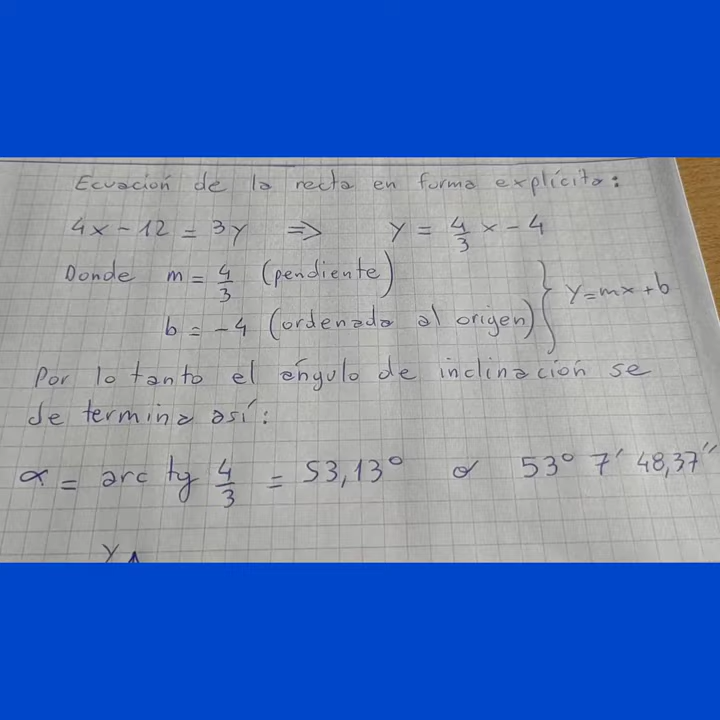 Ecuación de la recta en forma explícita:
4x - 12 = 3y ⇒ y = 4/3 x - 4
Donde m = 4/3 (pendiente)
b = -4 (ordenada al origen) } y = mx + b
Por lo tanto el ángulo de inclinación se
determina así:
α = arc tg 4/3 = 53,13° o 53° 7' 48,37''
y